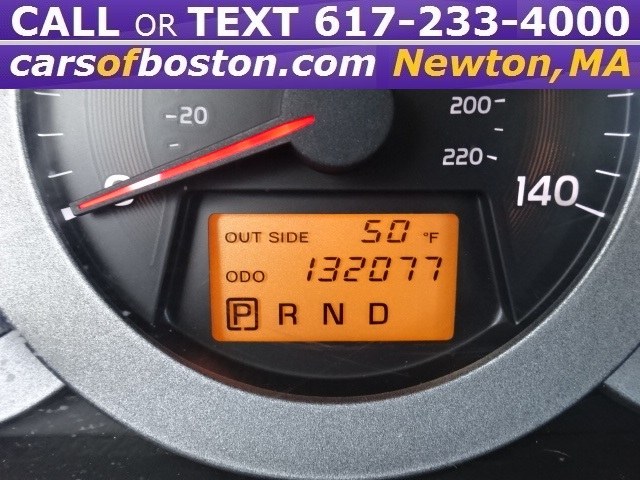 CALL OR TEXT 617-233-4000
carsofboston.com Newton, MA
20 200
220
0 140
OUT SIDE 50 °F
ODO 132077
P R N D